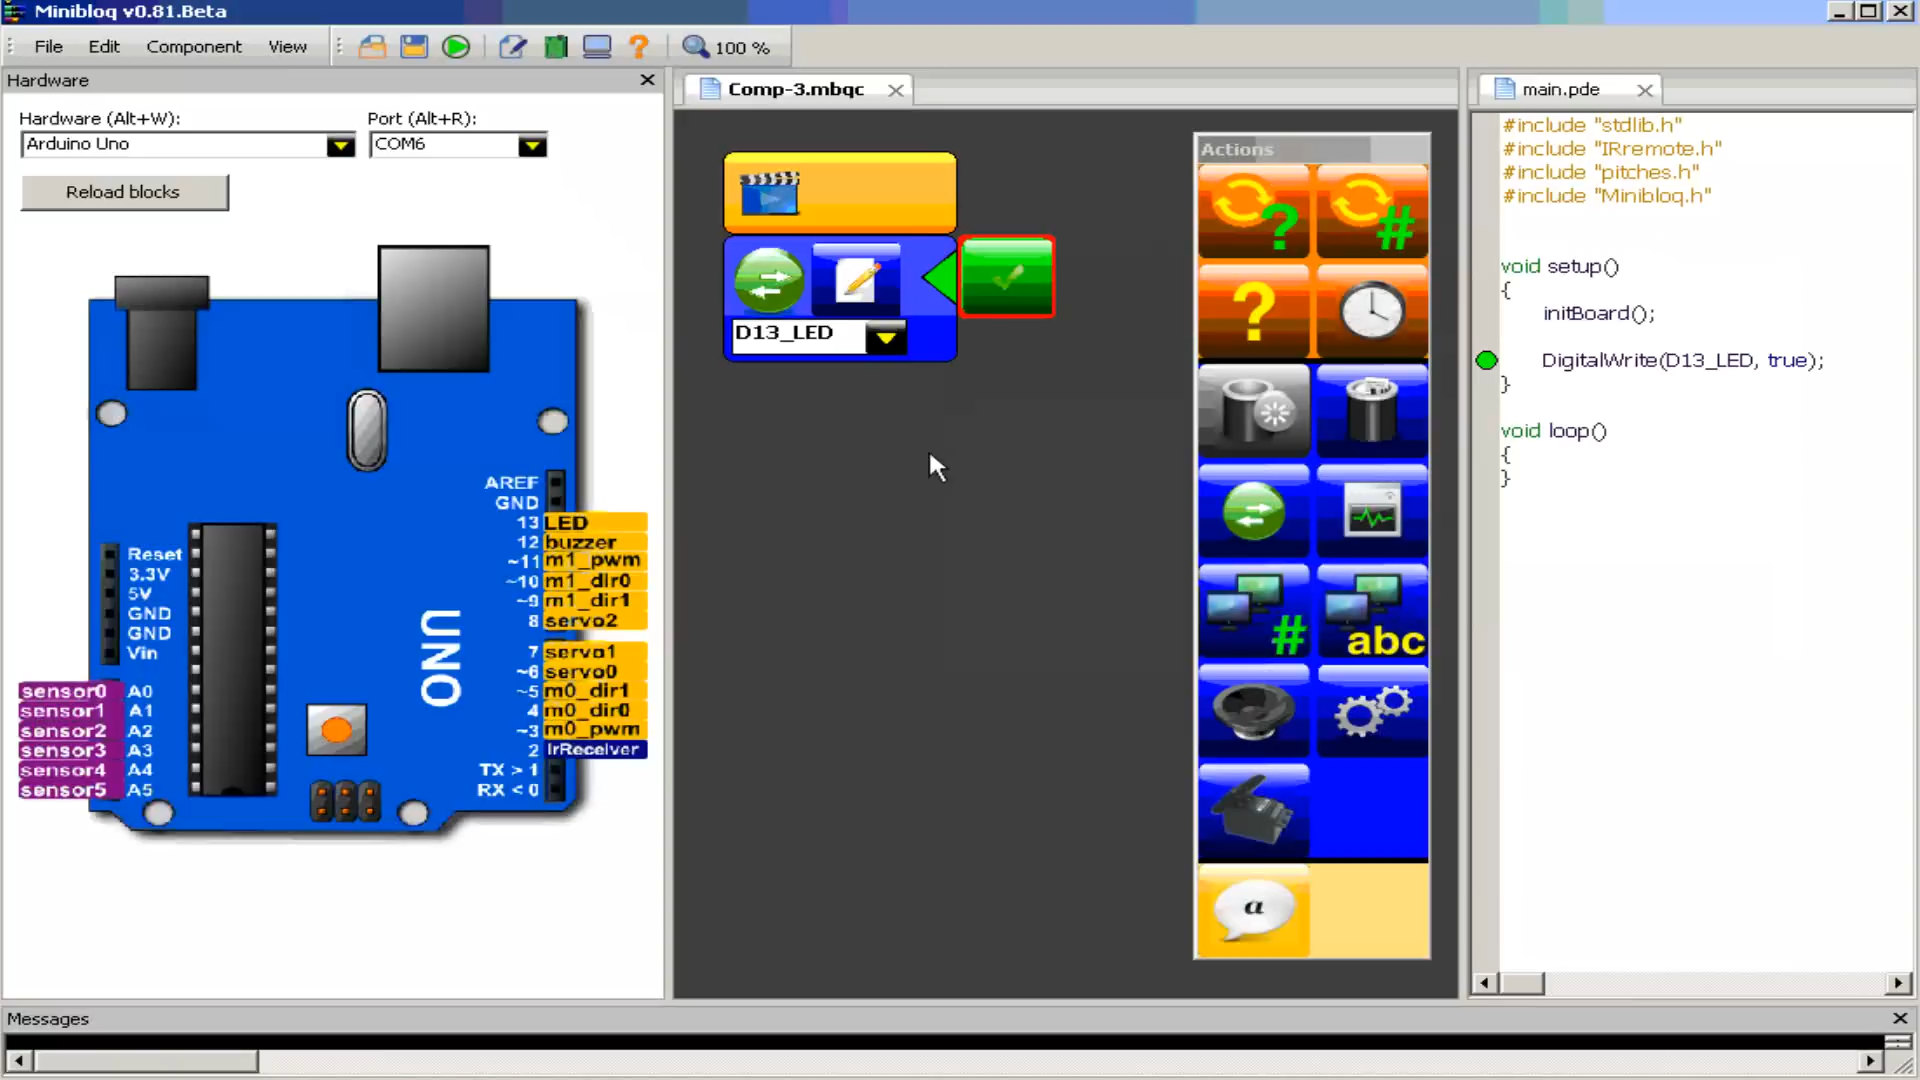 Minibloq v0.81.Beta
File Edit Component View
100 %
Hardware
Hardware (Alt+W):
Port (Alt+R):
Arduino Uno
COM6
Reload blocks
AREF
GND
13 LED
12 buzzer
~11 m1_pwm
~10 m1_dir0
~9 m1_dir1
8 servo2
7 servo1
~6 servo0
~5 m0_dir1
4 m0_dir0
~3 m0_pwm
2 IrReceiver
TX > 1
RX < 0
Reset
3.3V
5V
GND
GND
Vin
sensor0 A0
sensor1 A1
sensor2 A2
sensor3 A3
sensor4 A4
sensor5 A5
UNO
Comp-3.mbqc
D13_LED
Actions
?
#
?
#
abc
a
main.pde
#include "stdlib.h"
#include "IRremote.h"
#include "pitches.h"
#include "Minibloq.h"
void setup()
{
initBoard();
DigitalWrite(D13_LED, true);
}
void loop()
{
}
Messages